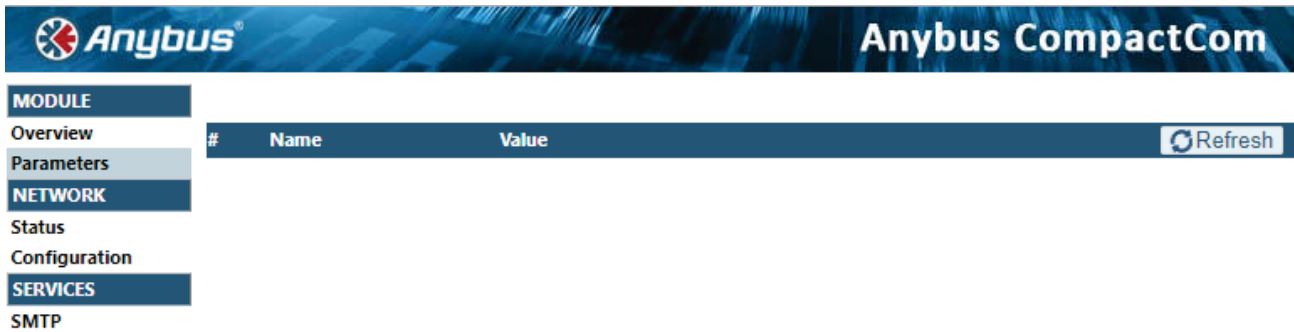 Anybus®
Anybus CompactCom
MODULE
Overview
Parameters
NETWORK
Status
Configuration
SERVICES
SMTP
# Name Value Refresh